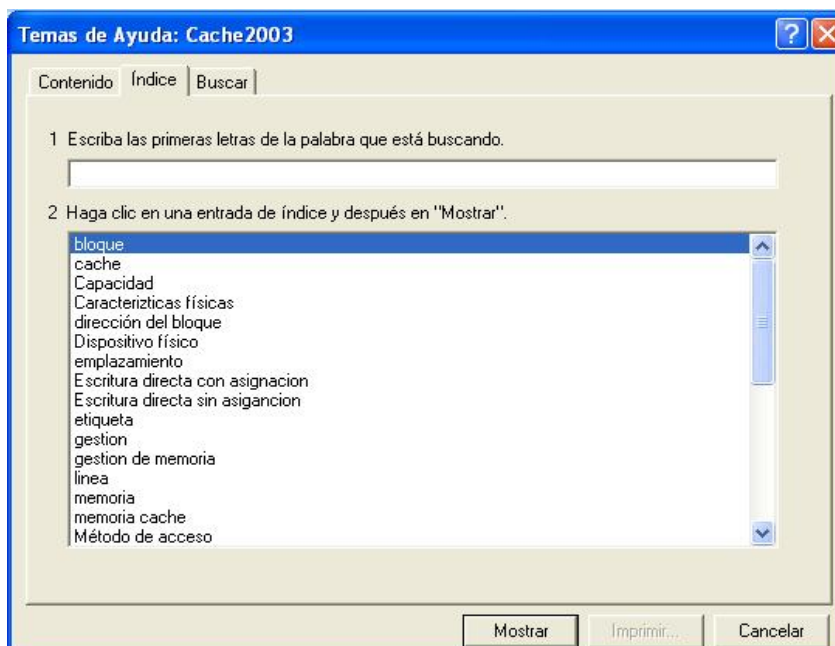 Temas de Ayuda: Cache2003
Contenido Índice Buscar
1 Escriba las primeras letras de la palabra que está buscando.
2 Haga clic en una entrada de índice y después en "Mostrar".
bloque
cache
Capacidad
Caracterizticas físicas
dirección del bloque
Dispositivo físico
emplazamiento
Escritura directa con asignacion
Escritura directa sin asigancion
etiqueta
gestion
gestion de memoria
linea
memoria
memoria cache
Método de acceso
Mostrar Imprimir... Cancelar